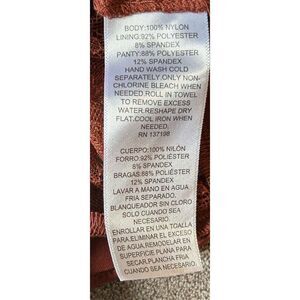 BODY:100% NYLON
LINING:92% POLYESTER
8% SPANDEX
PANTY:88% POLYESTER
12% SPANDEX
HAND WASH COLD
SEPARATELY.ONLY NON-
CHLORINE BLEACH WHEN
NEEDED.ROLL IN TOWEL
TO REMOVE EXCESS
WATER.RESHAPE DRY
FLAT.COOL IRON WHEN
NEEDED.
RN 137198
CUERPO:100% NILÓN
FORRO:92% POLIÉSTER
8% SPANDEX
BRAGAS:88% POLIÉSTER
12% SPANDEX
LAVAR A MANO EN AGUA
FRIA SEPARADO.
BLANQUEADOR SIN CLORO
SOLO CUANDO SEA
NECESARIO.
ENROLLAR EN UNA TOALLA
PARA ELIMINAR EL EXCESO
DE AGUA.REMODELAR EN
SUPERFICIE PLANA PARA
SECAR.PLANCHA FRIA
CUANDO SEA NECESARIO.